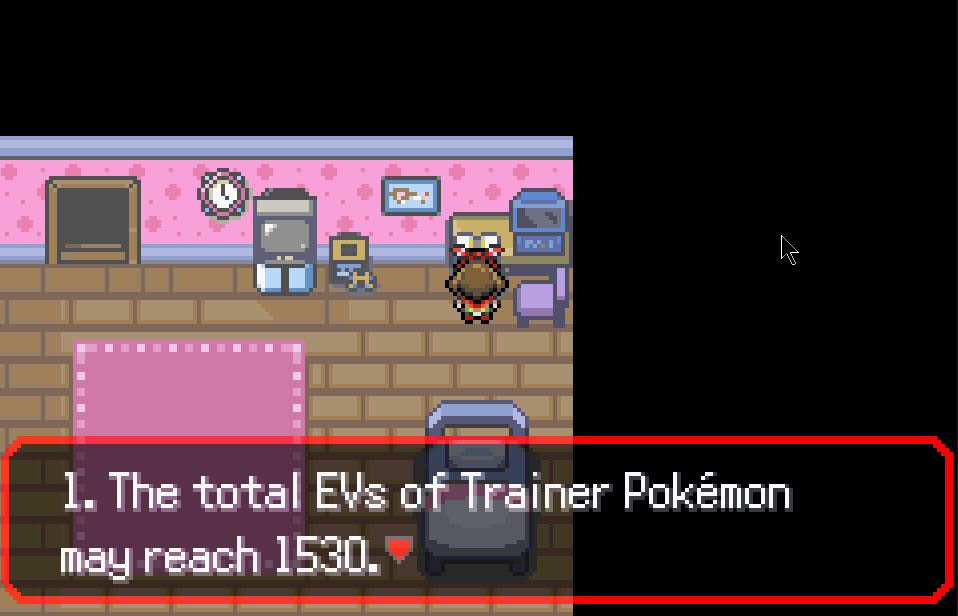 1. The total EVs of Trainer Pokémon
may reach 1530.